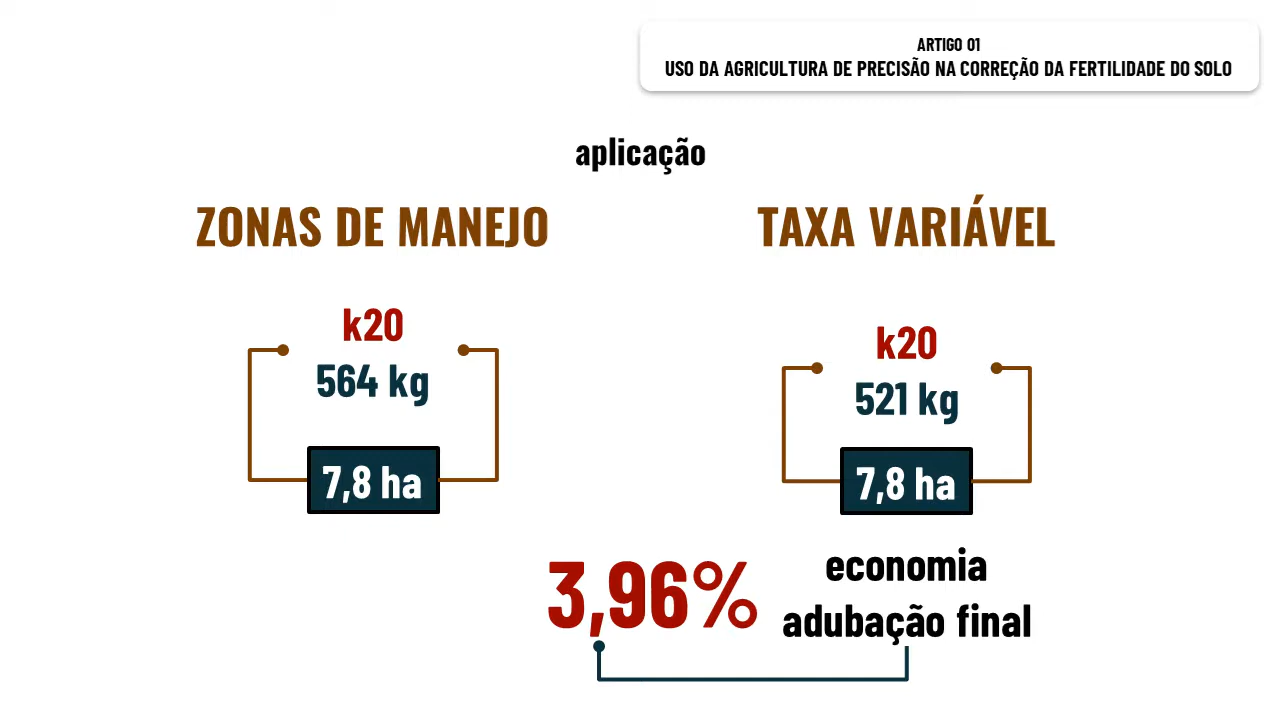 ARTIGO 01
USO DA AGRICULTURA DE PRECISÃO NA CORREÇÃO DA FERTILIDADE DO SOLO
aplicação
ZONAS DE MANEJO
k20
564 kg
7,8 ha
TAXA VARIÁVEL
k20
521 kg
7,8 ha
3,96%
economia
adubação final